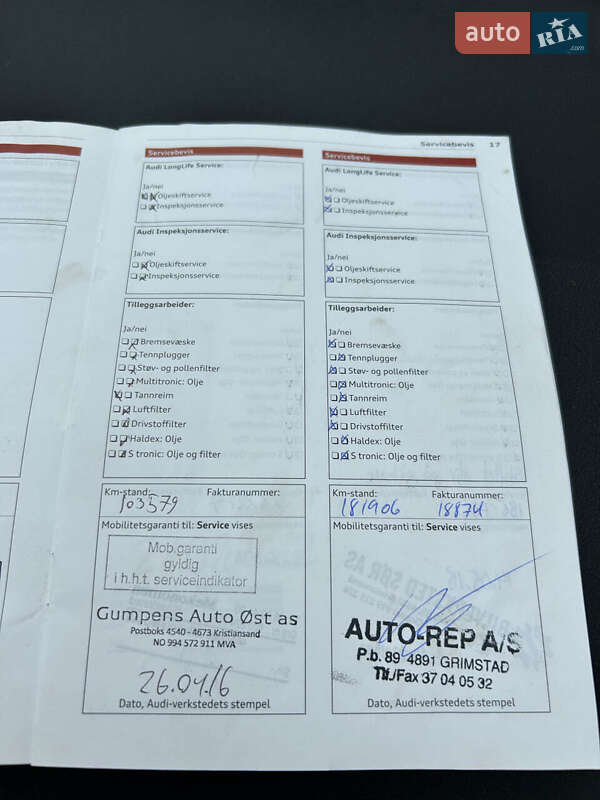 auto RIA .com
Servicebevis 17
Servicebevis
Audi LongLife Service:
Ja/nei
Oljeskiftservice
Inspeksjonsservice
Audi Inspeksjonsservice:
Ja/nei
Oljeskiftservice
Inspeksjonsservice
Tilleggsarbeider:
Ja/nei
Bremsevæske
Tennplugger
Støv- og pollenfilter
Multitronic: Olje
Tannreim
Luftfilter
Drivstoffilter
Haldex: Olje
S tronic: Olje og filter
Km-stand: Fakturanummer:
103579
Mobilitetsgaranti til: Service vises
Mob.garanti
gyldig
i h.h.t. serviceindikator
Gumpens Auto Øst as
Postboks 4540 - 4673 Kristiansand
NO 994 572 911 MVA
26.04.16
Dato, Audi-verkstedets stempel
Servicebevis
Audi LongLife Service:
Ja/nei
Oljeskiftservice
Inspeksjonsservice
Audi Inspeksjonsservice:
Ja/nei
Oljeskiftservice
Inspeksjonsservice
Tilleggsarbeider:
Ja/nei
Bremsevæske
Tennplugger
Støv- og pollenfilter
Multitronic: Olje
Tannreim
Luftfilter
Drivstoffilter
Haldex: Olje
S tronic: Olje og filter
Km-stand: Fakturanummer:
181906 18874
Mobilitetsgaranti til: Service vises
AUTO-REP A/S
P.b. 89 4891 GRIMSTAD
Tlf./Fax 37 04 05 32
Dato, Audi-verkstedets stempel